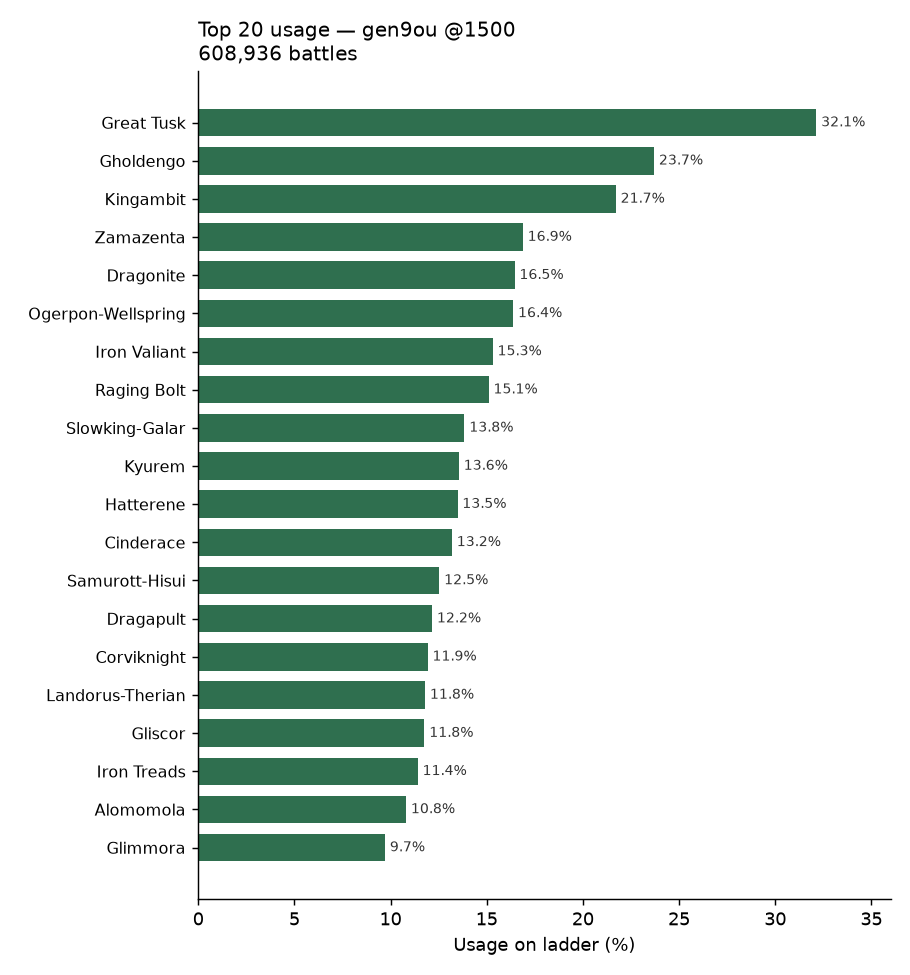 Top 20 usage — gen9ou @1500
608,936 battles
Great Tusk 32.1%
Gholdengo 23.7%
Kingambit 21.7%
Zamazenta 16.9%
Dragonite 16.5%
Ogerpon-Wellspring 16.4%
Iron Valiant 15.3%
Raging Bolt 15.1%
Slowking-Galar 13.8%
Kyurem 13.6%
Hatterene 13.5%
Cinderace 13.2%
Samurott-Hisui 12.5%
Dragapult 12.2%
Corviknight 11.9%
Landorus-Therian 11.8%
Gliscor 11.8%
Iron Treads 11.4%
Alomomola 10.8%
Glimmora 9.7%
0 5 10 15 20 25 30 35
Usage on ladder (%)